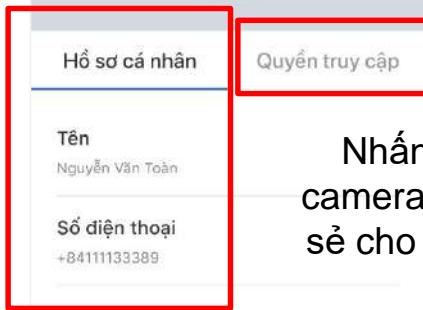 Hồ sơ cá nhân
Quyền truy cập
Tên
Nguyễn Văn Toàn
Số điện thoại
+84111133389
Nhấn
camera
sẻ cho